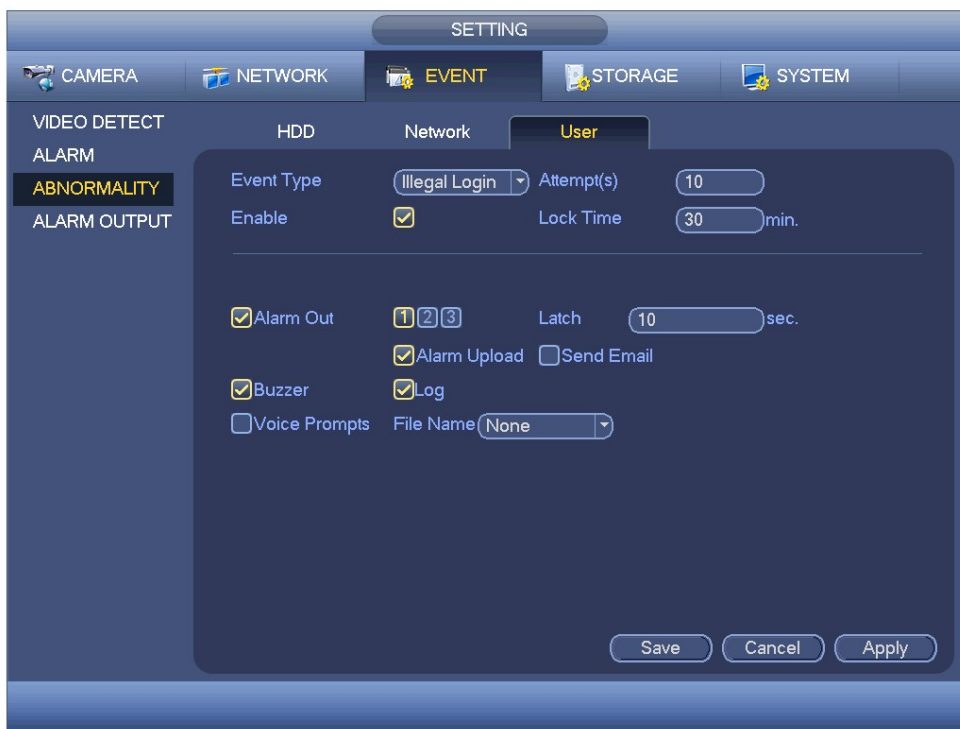 SETTING
CAMERA NETWORK EVENT STORAGE SYSTEM
VIDEO DETECT
ALARM
ABNORMALITY
ALARM OUTPUT
HDD Network User
Event Type Illegal Login Attempt(s) 10
Enable Lock Time 30 min.
Alarm Out 1 2 3 Latch 10 sec.
Alarm Upload Send Email
Buzzer Log
Voice Prompts File Name None
Save Cancel Apply